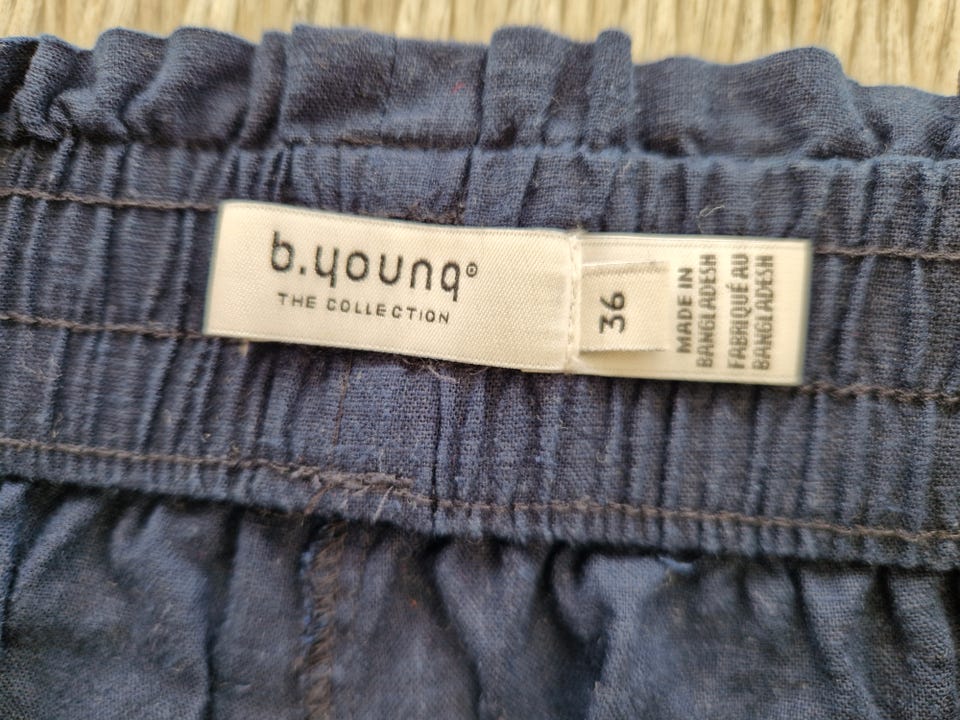 b.young®
THE COLLECTION
36
MADE IN
BANGLADESH
FABRIQUÉ AU
BANGLADESH